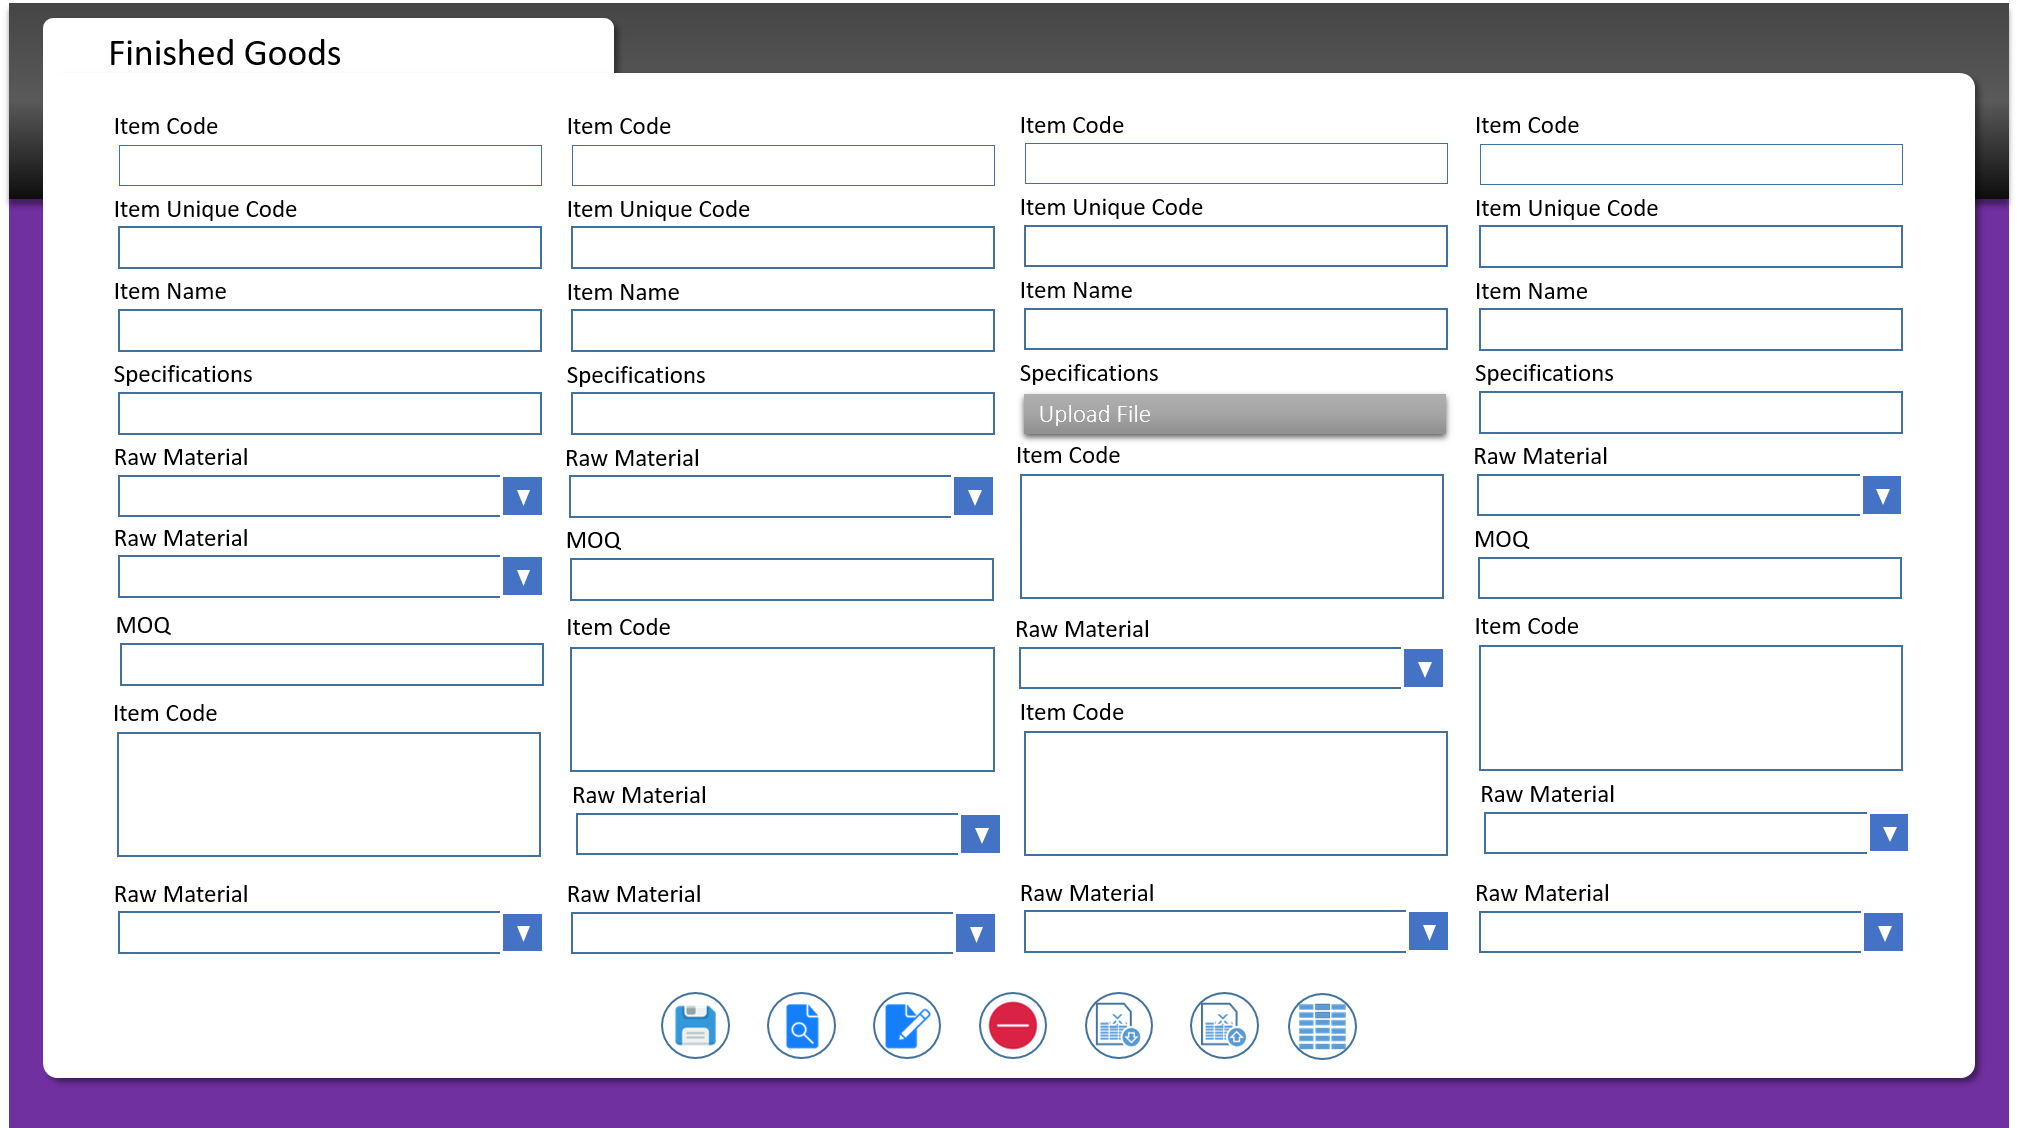 Finished Goods
Item Code
Item Unique Code
Item Name
Specifications
Raw Material
Raw Material
MOQ
Item Code
Raw Material
Item Code
Item Unique Code
Item Name
Specifications
Raw Material
MOQ
Item Code
Raw Material
Raw Material
Item Code
Item Unique Code
Item Name
Specifications
Upload File
Item Code
Raw Material
Item Code
Raw Material
Item Code
Item Unique Code
Item Name
Specifications
Raw Material
MOQ
Item Code
Raw Material
Raw Material